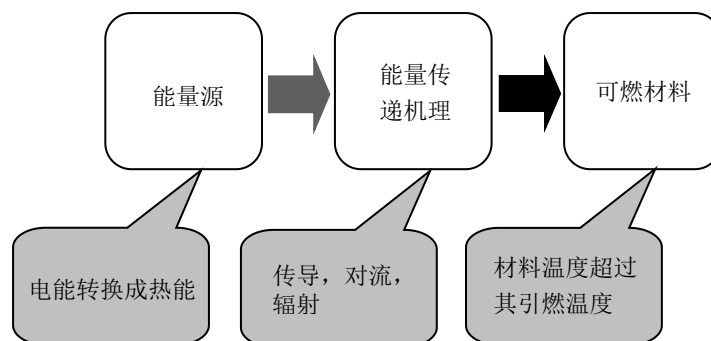 能量源
能量传
递机理
可燃材料
电能转换成热能
传导，对流，
辐射
材料温度超过
其引燃温度